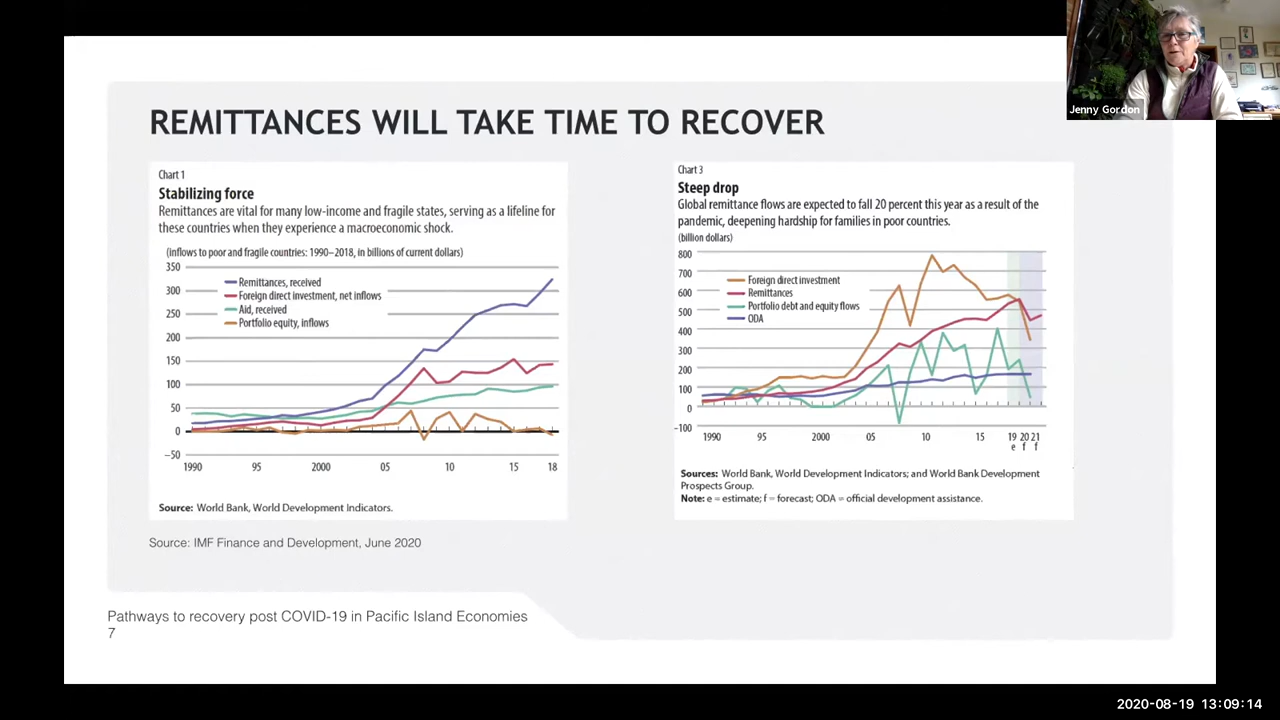 Jenny Gordon
REMITTANCES WILL TAKE TIME TO RECOVER
Chart 1
Stabilizing force
Remittances are vital for many low-income and fragile states, serving as a lifeline for
these countries when they experience a macroeconomic shock.
(inflows to poor and fragile countries: 1990–2018, in billions of current dollars)
350
300
250
200
150
100
50
0
−50
Remittances, received
Foreign direct investment, net inflows
Aid, received
Portfolio equity, inflows
1990 95 2000 05 10 15 18
Source: World Bank, World Development Indicators.
Chart 3
Steep drop
Global remittance flows are expected to fall 20 percent this year as a result of the
pandemic, deepening hardship for families in poor countries.
(billion dollars)
800
700
600
500
400
300
200
100
0
−100
Foreign direct investment
Remittances
Portfolio debt and equity flows
ODA
1990 95 2000 05 10 15 19 20 21
e f f
Sources: World Bank, World Development Indicators; and World Bank Development
Prospects Group.
Note: e = estimate; f = forecast; ODA = official development assistance.
Source: IMF Finance and Development, June 2020
Pathways to recovery post COVID-19 in Pacific Island Economies
7
2020-08-19 13:09:14